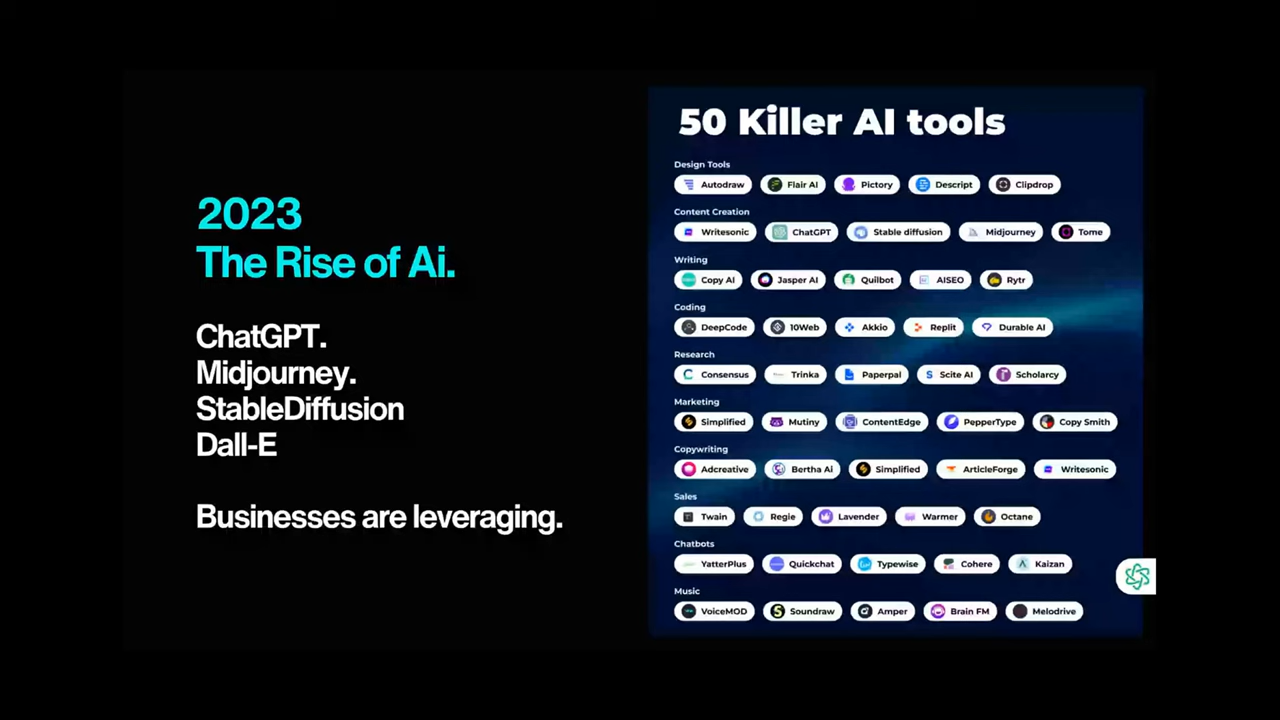 2023
The Rise of Ai.
ChatGPT.
Midjourney.
StableDiffusion
Dall-E
Businesses are leveraging.
50 Killer AI tools
Design Tools
Autodraw Flair AI Pictory Descript Clipdrop
Content Creation
Writesonic ChatGPT Stable diffusion Midjourney Tome
Writing
Copy AI Jasper AI Quilbot AISEO Rytr
Coding
DeepCode 10Web Akkio Replit Durable AI
Research
Consensus Trinka Paperpal Scite AI Scholarcy
Marketing
Simplified Mutiny ContentEdge PepperType Copy Smith
Copywriting
Adcreative Bertha Ai Simplified ArticleForge Writesonic
Sales
Twain Regie Lavender Warmer Octane
Chatbots
YatterPlus Quickchat Typewise Cohere Kaizan
Music
VoiceMOD Soundraw Amper Brain FM Melodrive